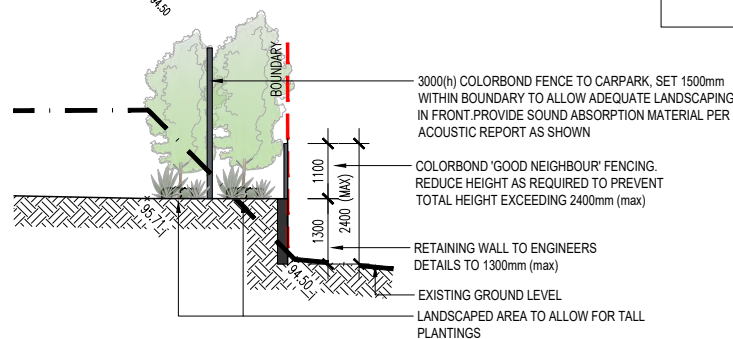 94.50
BOUNDARY
3000(h) COLORBOND FENCE TO CARPARK, SET 1500mm
WITHIN BOUNDARY TO ALLOW ADEQUATE LANDSCAPING
IN FRONT.PROVIDE SOUND ABSORPTION MATERIAL PER
ACOUSTIC REPORT AS SHOWN
1100
2400 (MAX)
COLORBOND 'GOOD NEIGHBOUR' FENCING.
REDUCE HEIGHT AS REQUIRED TO PREVENT
TOTAL HEIGHT EXCEEDING 2400mm (max)
95.71
1300
RETAINING WALL TO ENGINEERS
DETAILS TO 1300mm (max)
94.50
EXISTING GROUND LEVEL
LANDSCAPED AREA TO ALLOW FOR TALL
PLANTINGS